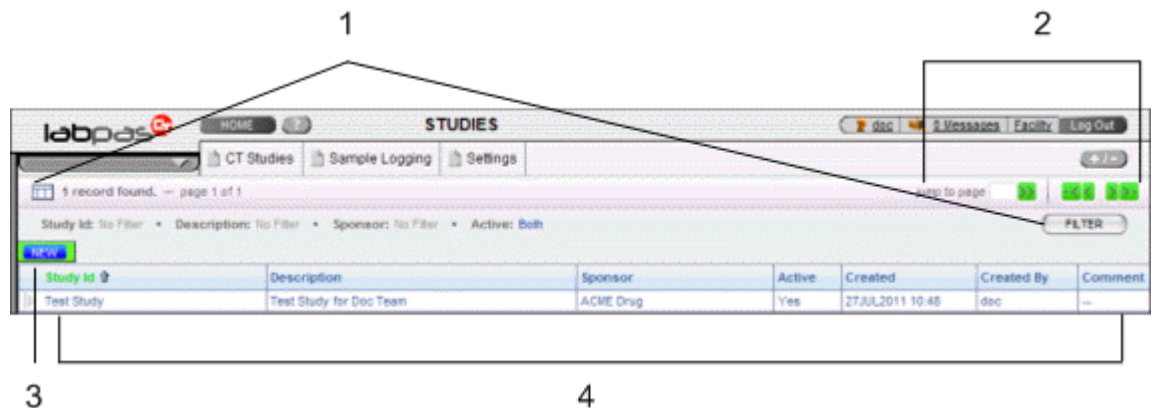 1 2
labpas CR HOME ? STUDIES doc 0 Messages Facility Log Out
CT Studies Sample Logging Settings + / -
1 record found. — page 1 of 1 Jump to page >> << < > >>
Study Id: No Filter • Description: No Filter • Sponsor: No Filter • Active: Both FILTER
NEW
Study Id Description Sponsor Active Created Created By Comment
Test Study Test Study for Doc Team ACME Drug Yes 27JUL2011 10:46 doc --
3 4